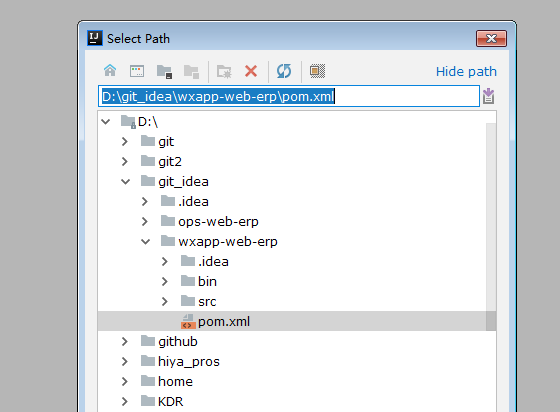 Select Path
Hide path
D:\git_idea\wxapp-web-erp\pom.xml
D:\
git
git2
git_idea
.idea
ops-web-erp
wxapp-web-erp
.idea
bin
src
pom.xml
github
hiya_pros
home
KDR